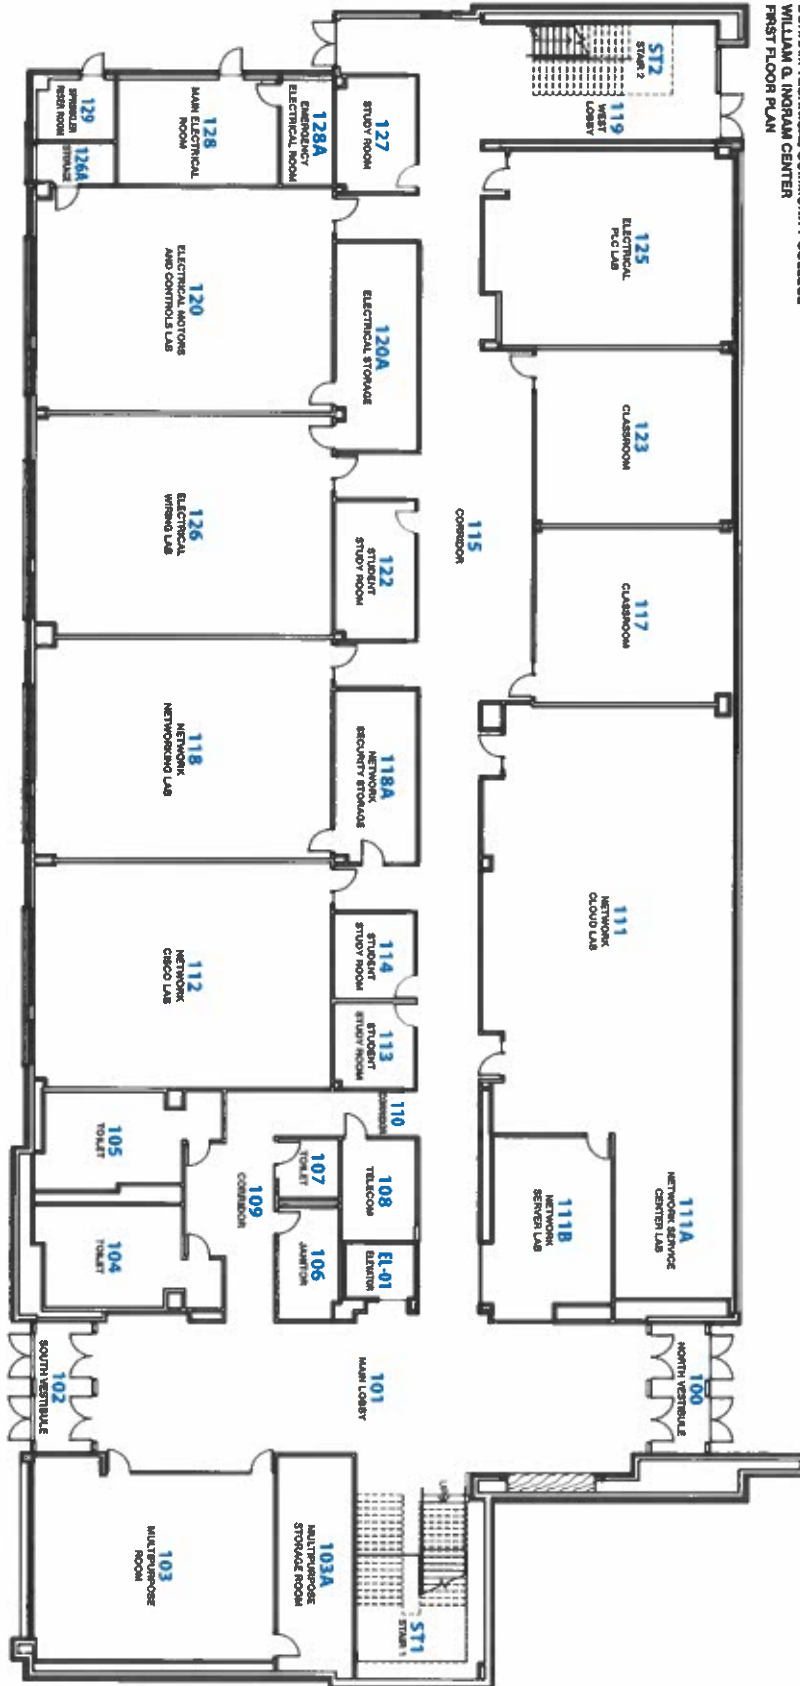 WILLIAM G. INGRAM CENTER
FIRST FLOOR PLAN
ST2
STAIR 2
119
WEST
LOBBY
127
STUDY ROOM
128A
EMERGENCY
ELECTRICAL ROOM
128
MAIN ELECTRICAL
ROOM
129
SPRINKLER
RISER ROOM
126A
STORAGE
125
ELECTRICAL
PLC LAB
120
ELECTRICAL MOTORS
AND CONTROLS LAB
120A
ELECTRICAL STORAGE
123
CLASSROOM
115
CORRIDOR
126
ELECTRICAL
WIRING LAB
122
STUDENT
STUDY ROOM
117
CLASSROOM
118
NETWORK
NETWORKING LAB
118A
NETWORK
SECURITY STORAGE
111
NETWORK
CLOUD LAB
112
NETWORK
CISCO LAB
114
STUDENT
STUDY ROOM
113
STUDENT
STUDY ROOM
110
CORRIDOR
105
TOILET
107
TOILET
108
TELECOM
109
CORRIDOR
104
TOILET
106
JANITOR
EL-01
ELEVATOR
111A
NETWORK SERVICE
CENTER LAB
111B
NETWORK
SERVER LAB
100
NORTH VESTIBULE
101
MAIN LOBBY
102
SOUTH VESTIBULE
103
MULTIPURPOSE
ROOM
103A
MULTIPURPOSE
STORAGE ROOM
ST1
STAIR 1